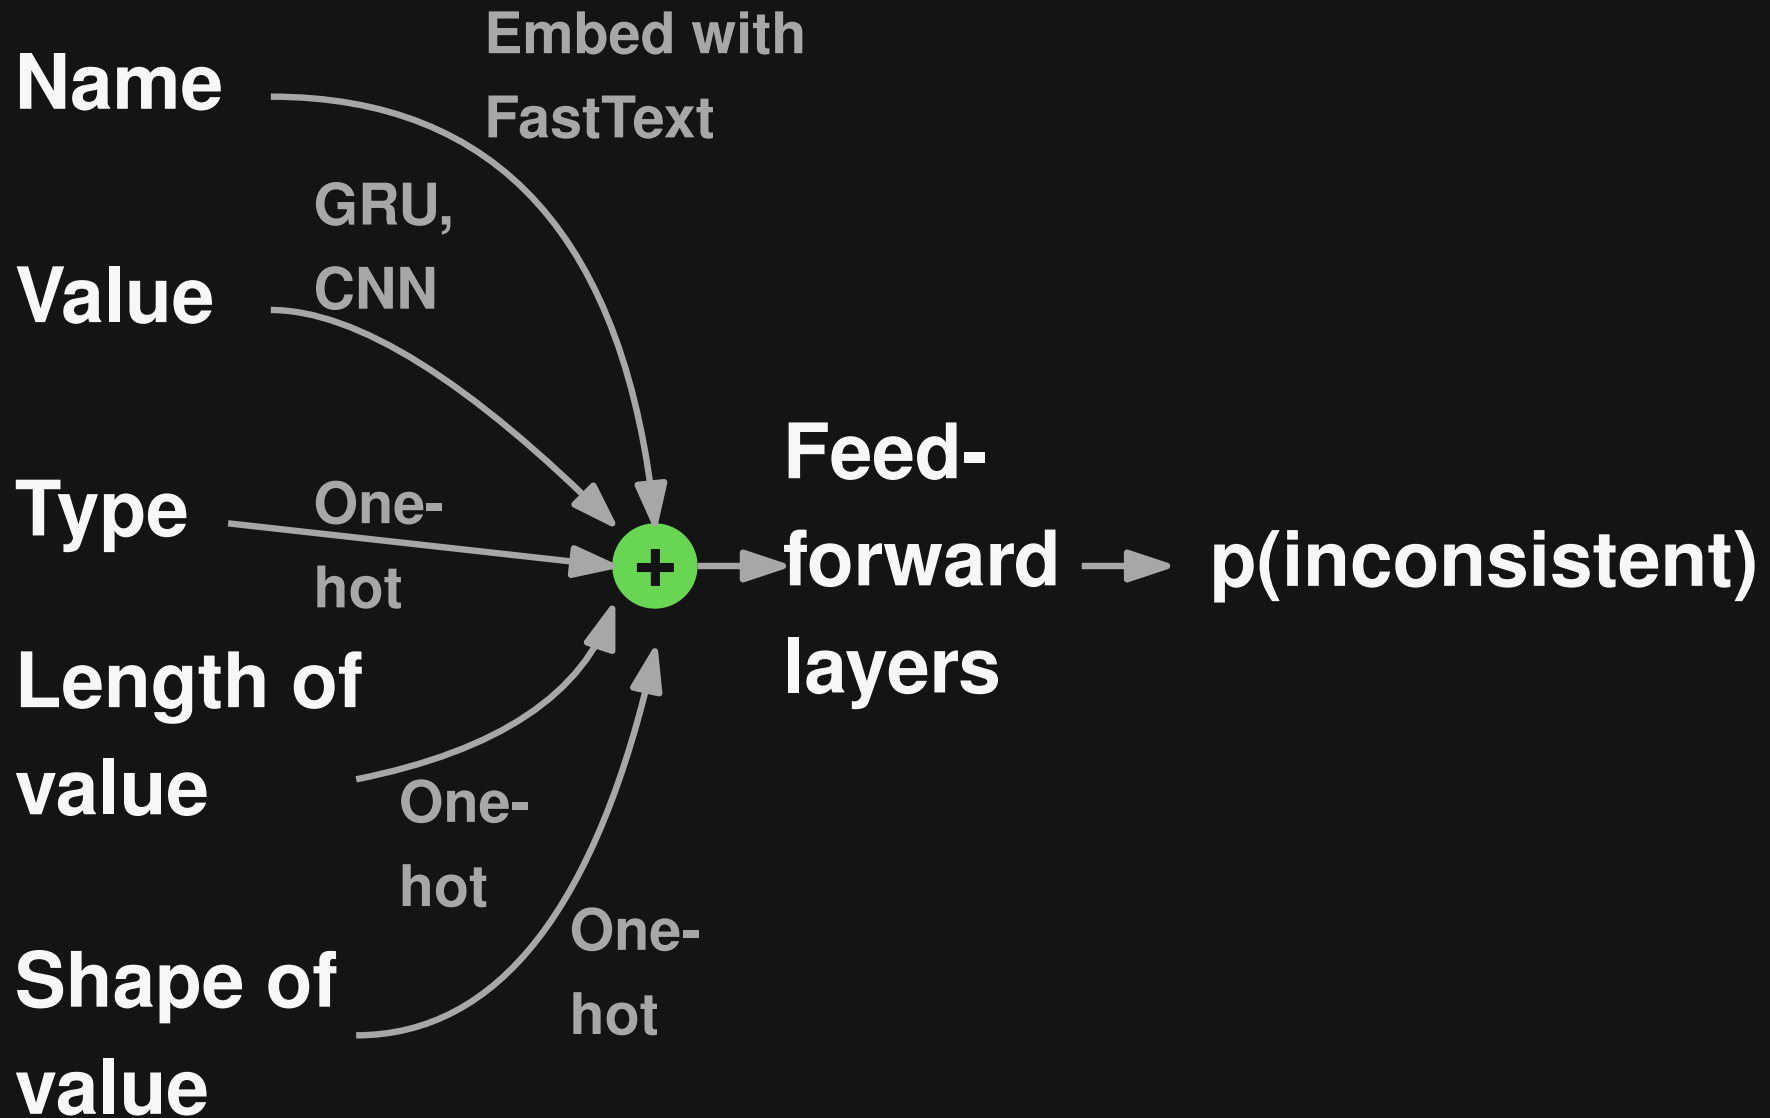 Name
Embed with
FastText
Value
GRU,
CNN
Type
One-
hot
Length of
value
One-
hot
Shape of
value
One-
hot
+
Feed-
forward
layers
p(inconsistent)